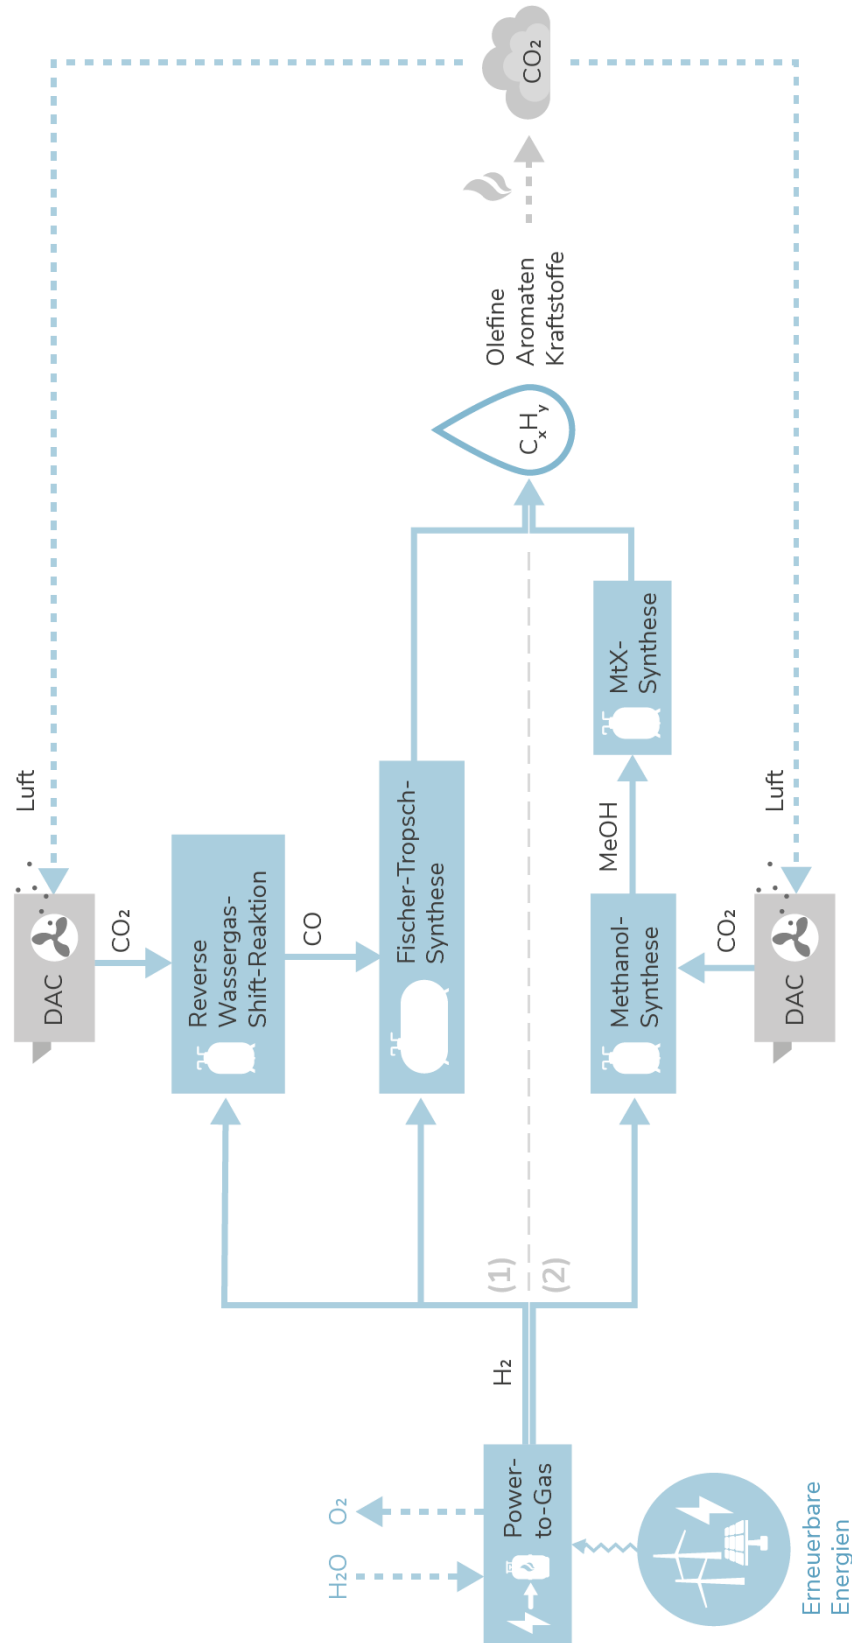 Luft
DAC
CO₂
Reverse
Wassergas-
Shift-Reaktion
H₂O
O₂
CO
Power-
to-Gas
H₂
(1)
Fischer-Tropsch-
Synthese
CₓHᵧ
Olefine
Aromaten
Kraftstoffe
CO₂
(2)
Erneuerbare
Energien
Methanol-
Synthese
MeOH
MtX-
Synthese
CO₂
DAC
Luft